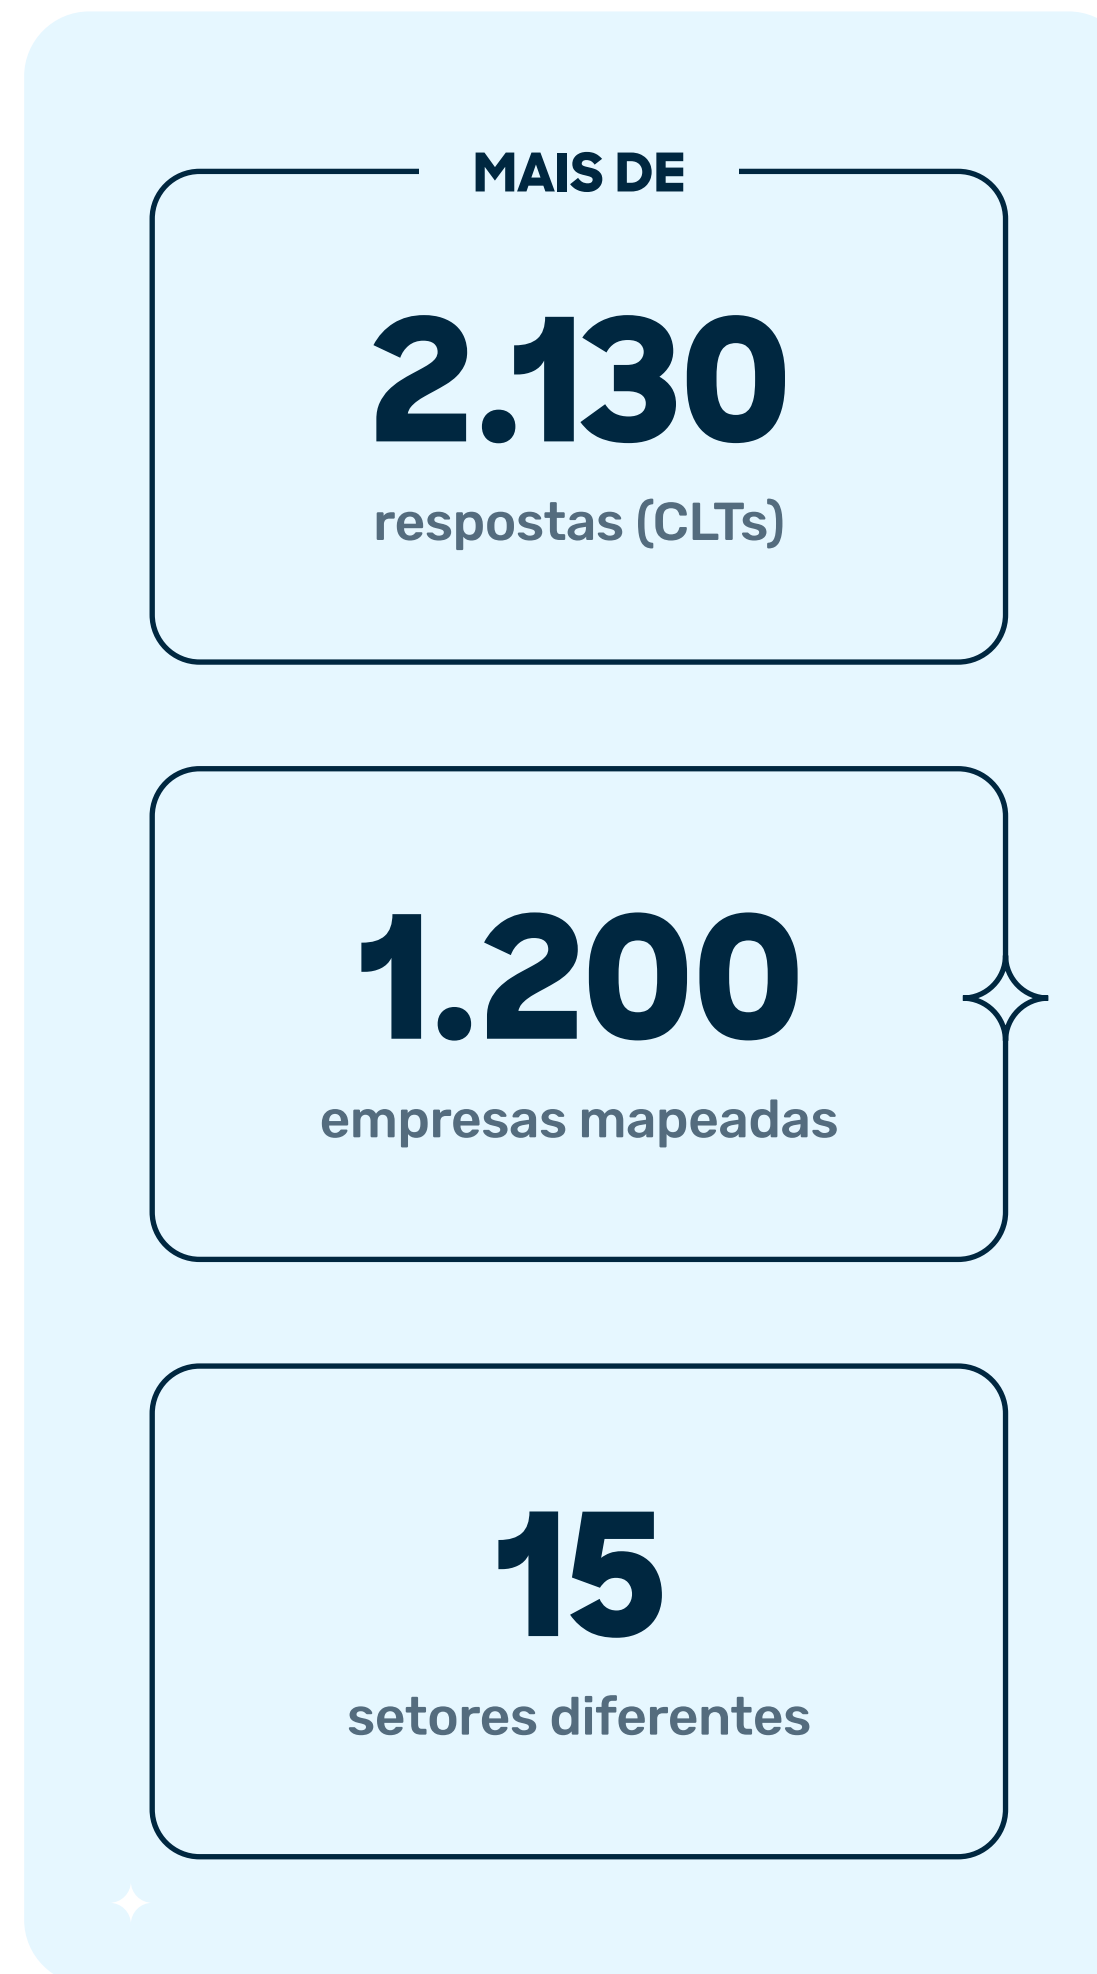 MAIS DE
2.130
respostas (CLTs)
1.200
empresas mapeadas
15
setores diferentes